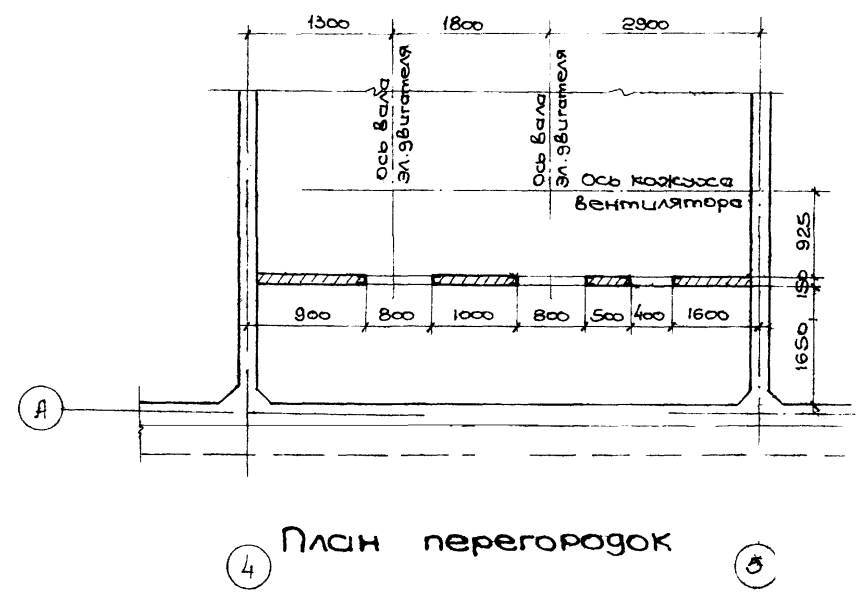 1300 1800 2900
Ось вала
эл.двигателя
Ось вала
эл.двигателя
Ось кожуха
вентилятора
925
150
1650
900 800 1000 800 500 400 1600
А
План перегородок
4 5